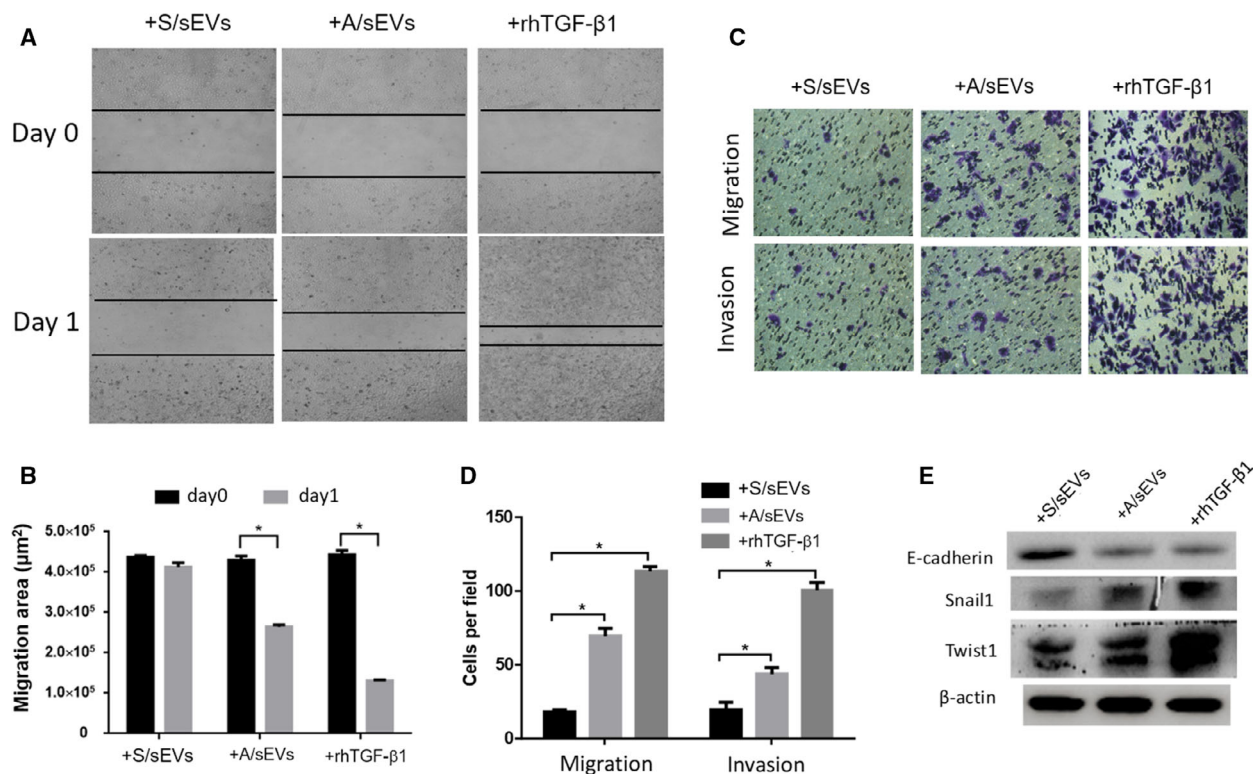 A
+S/sEVs +A/sEVs +rhTGF-β1
Day 0
Day 1
B
day0 day1
Migration area (μm²)
5.0×10⁵
4.0×10⁵
3.0×10⁵
2.0×10⁵
1.0×10⁵
0
* *
+S/sEVs +A/sEVs +rhTGF-β1
C
+S/sEVs +A/sEVs +rhTGF-β1
Migration
Invasion
D
+S/sEVs
+A/sEVs
+rhTGF-β1
Cells per field
150
100
50
0
* *
* *
Migration Invasion
E
+S/sEVs +A/sEVs +rhTGF-β1
E-cadherin
Snail1
Twist1
β-actin